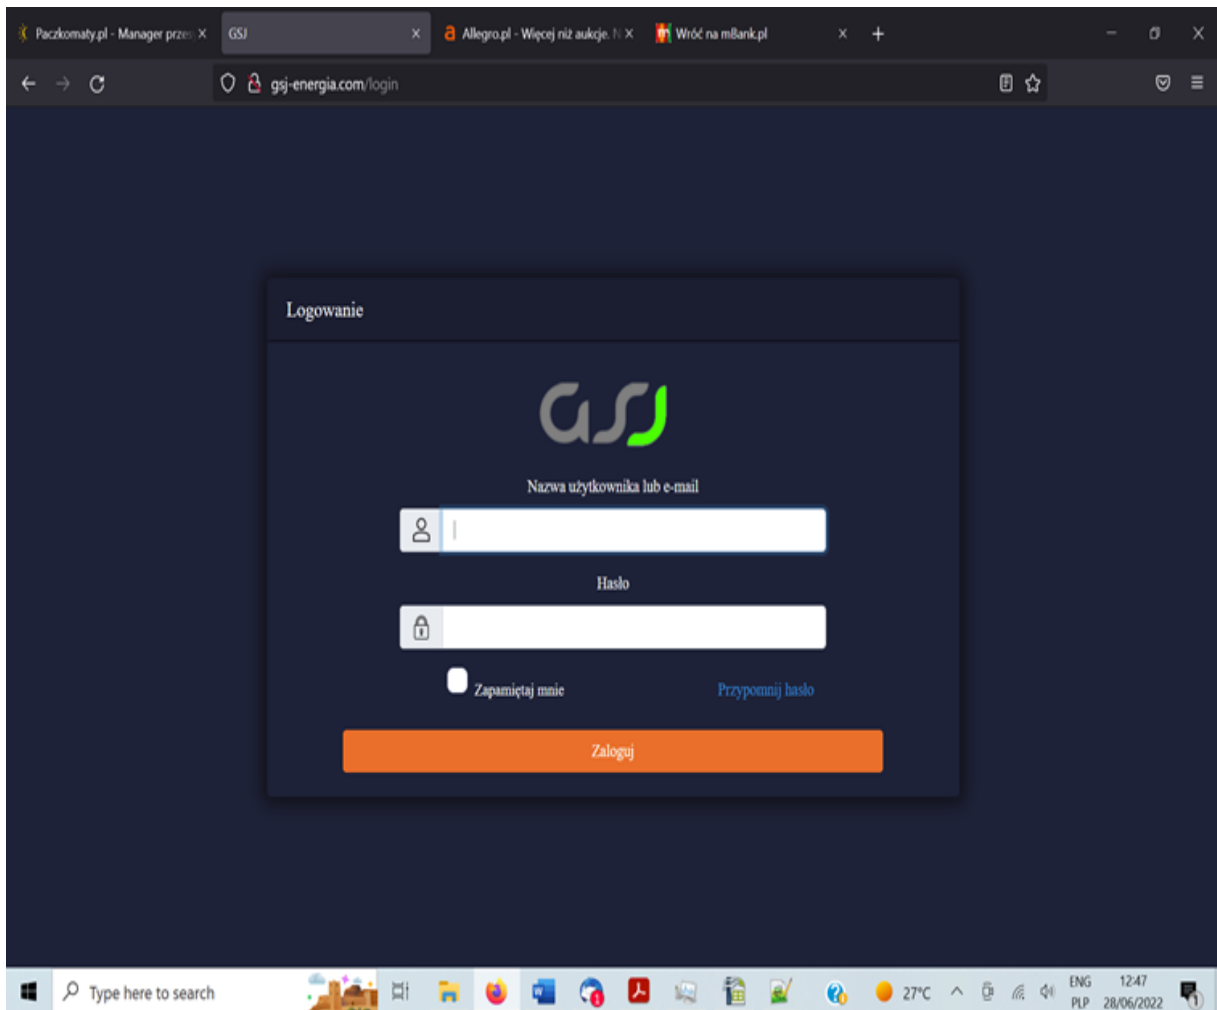 Paczkomaty.pl - Manager przes
GSJ
Allegro.pl - Więcej niż aukcje. N
Wróć na mBank.pl
gsj-energia.com/login
Logowanie
GSJ
Nazwa użytkownika lub e-mail
Hasło
Zapamiętaj mnie
Przypomnij hasło
Zaloguj
Type here to search
27°C
ENG
PLP
12:47
28/06/2022
1